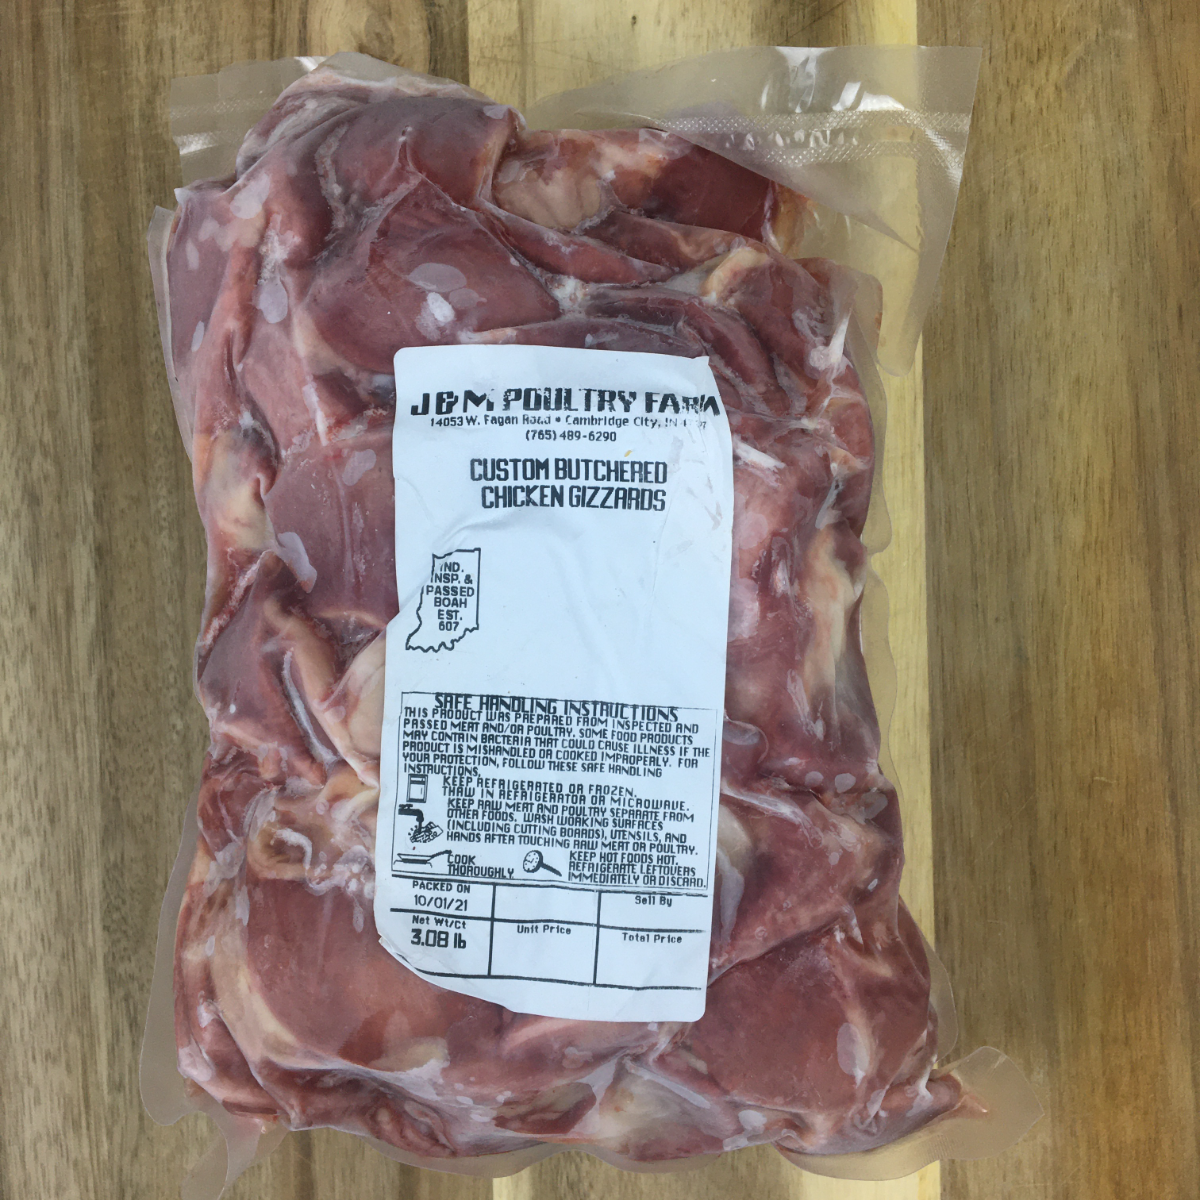 J&M POULTRY FARM
14053 W. Fagan Road • Cambridge City, IN
(765) 489-6290
CUSTOM BUTCHERED
CHICKEN GIZZARDS
IND.
INSP. &
PASSED
BOAH
EST.
607
SAFE HANDLING INSTRUCTIONS
THIS PRODUCT WAS PREPARED FROM INSPECTED AND
PASSED MEAT AND/OR POULTRY. SOME FOOD PRODUCTS
MAY CONTAIN BACTERIA THAT COULD CAUSE ILLNESS IF THE
PRODUCT IS MISHANDLED OR COOKED IMPROPERLY. FOR
YOUR PROTECTION, FOLLOW THESE SAFE HANDLING
INSTRUCTIONS.
KEEP REFRIGERATED OR FROZEN.
THAW IN REFRIGERATOR OR MICROWAVE.
KEEP RAW MEAT AND POULTRY SEPARATE FROM
OTHER FOODS. WASH WORKING SURFACES
(INCLUDING CUTTING BOARDS), UTENSILS, AND
HANDS AFTER TOUCHING RAW MEAT OR POULTRY.
COOK
THOROUGHLY
KEEP HOT FOODS HOT.
REFRIGERATE LEFTOVERS
IMMEDIATELY OR DISCARD.
PACKED ON
10/01/21
Sell By
Net Wt/Ct
3.08 lb
Unit Price
Total Price